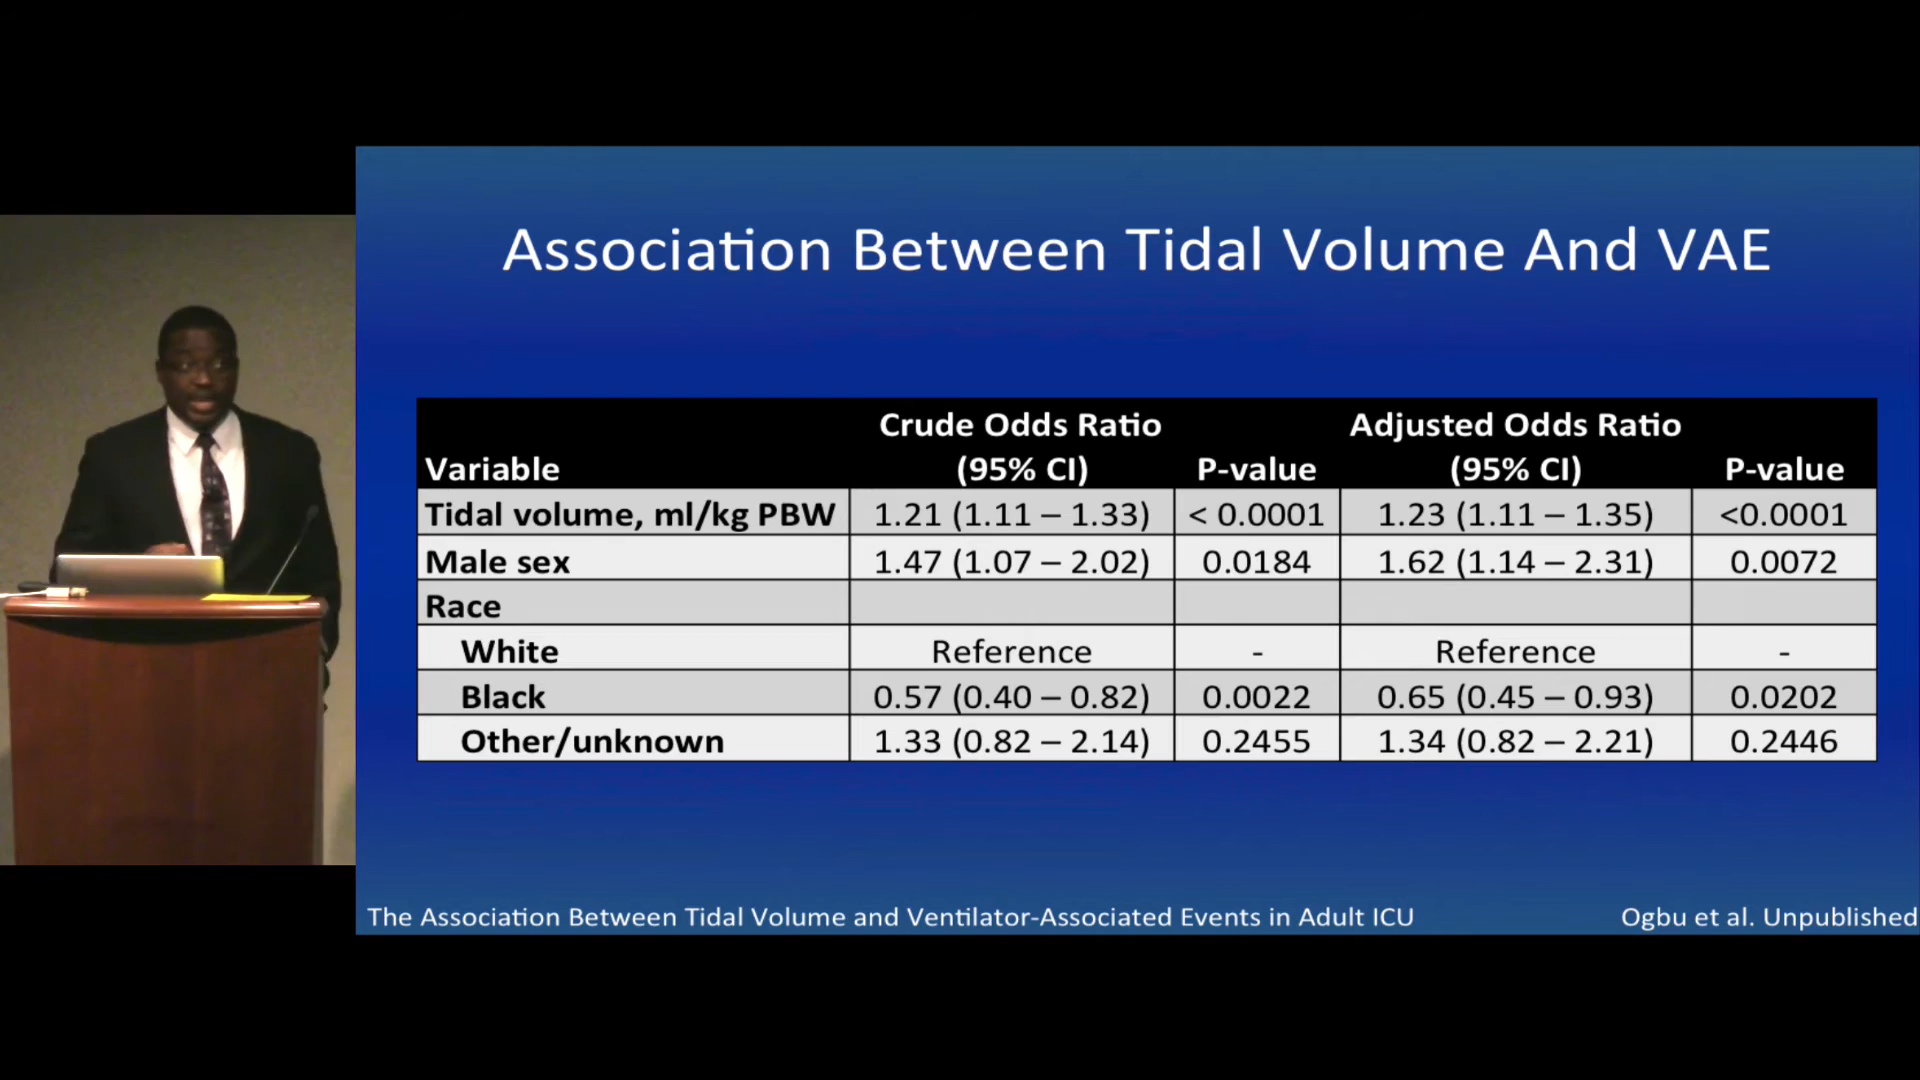 Association Between Tidal Volume And VAE
Crude Odds Ratio Adjusted Odds Ratio
Variable (95% CI) P-value (95% CI) P-value
Tidal volume, ml/kg PBW 1.21 (1.11 – 1.33) < 0.0001 1.23 (1.11 – 1.35) <0.0001
Male sex 1.47 (1.07 – 2.02) 0.0184 1.62 (1.14 – 2.31) 0.0072
Race
White Reference - Reference -
Black 0.57 (0.40 – 0.82) 0.0022 0.65 (0.45 – 0.93) 0.0202
Other/unknown 1.33 (0.82 – 2.14) 0.2455 1.34 (0.82 – 2.21) 0.2446
The Association Between Tidal Volume and Ventilator-Associated Events in Adult ICU Ogbu et al. Unpublished